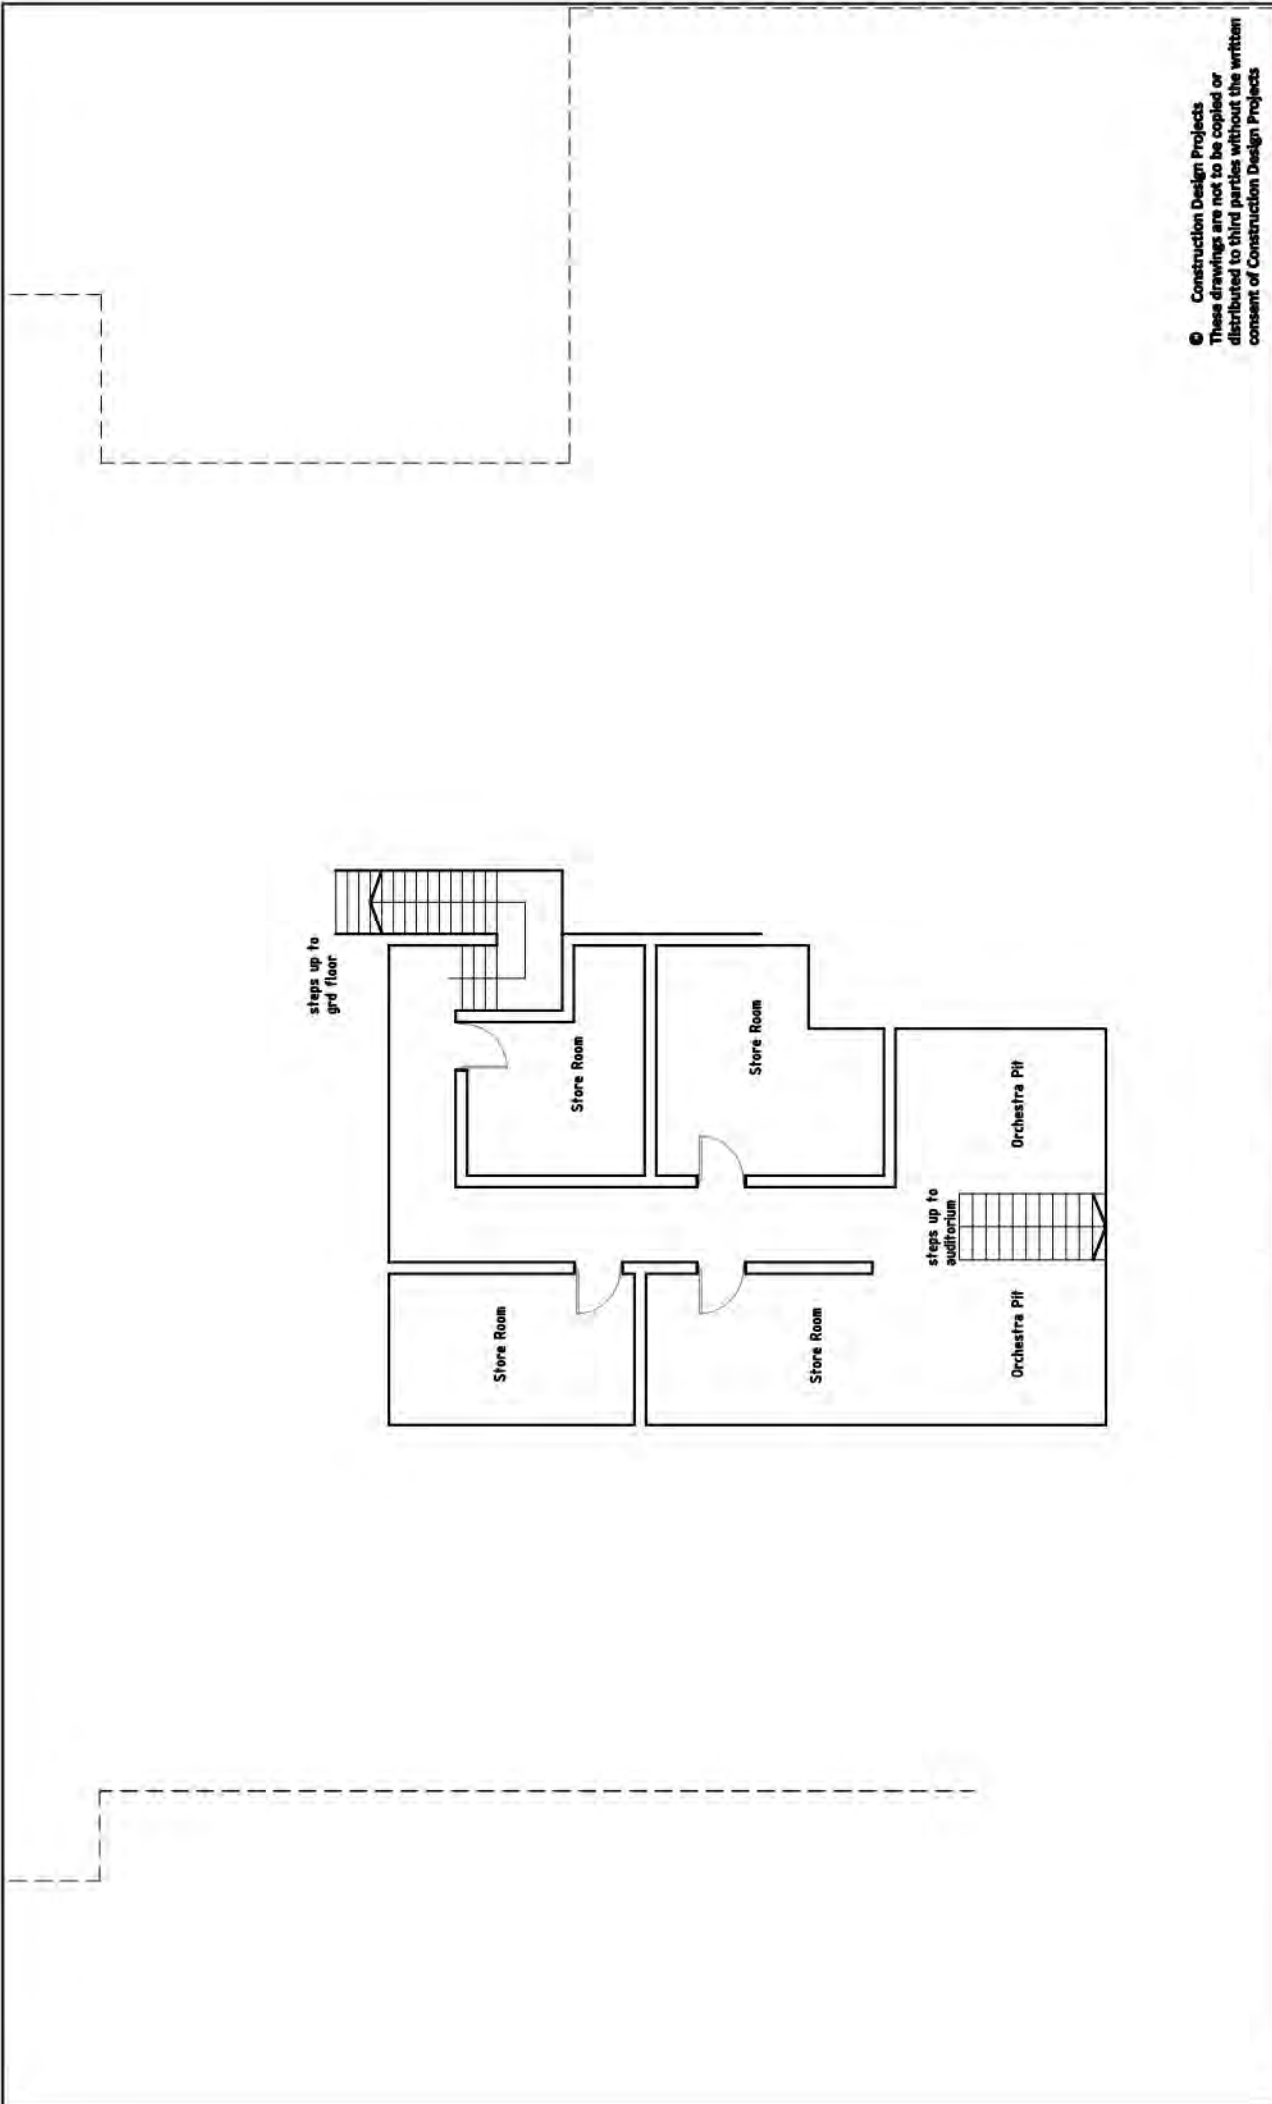 steps up to
grd floor
Store Room
Store Room
Store Room
Store Room
steps up to
auditorium
Orchestra Pit
Orchestra Pit
© Construction Design Projects
These drawings are not to be copied or
distributed to third parties without the written
consent of Construction Design Projects